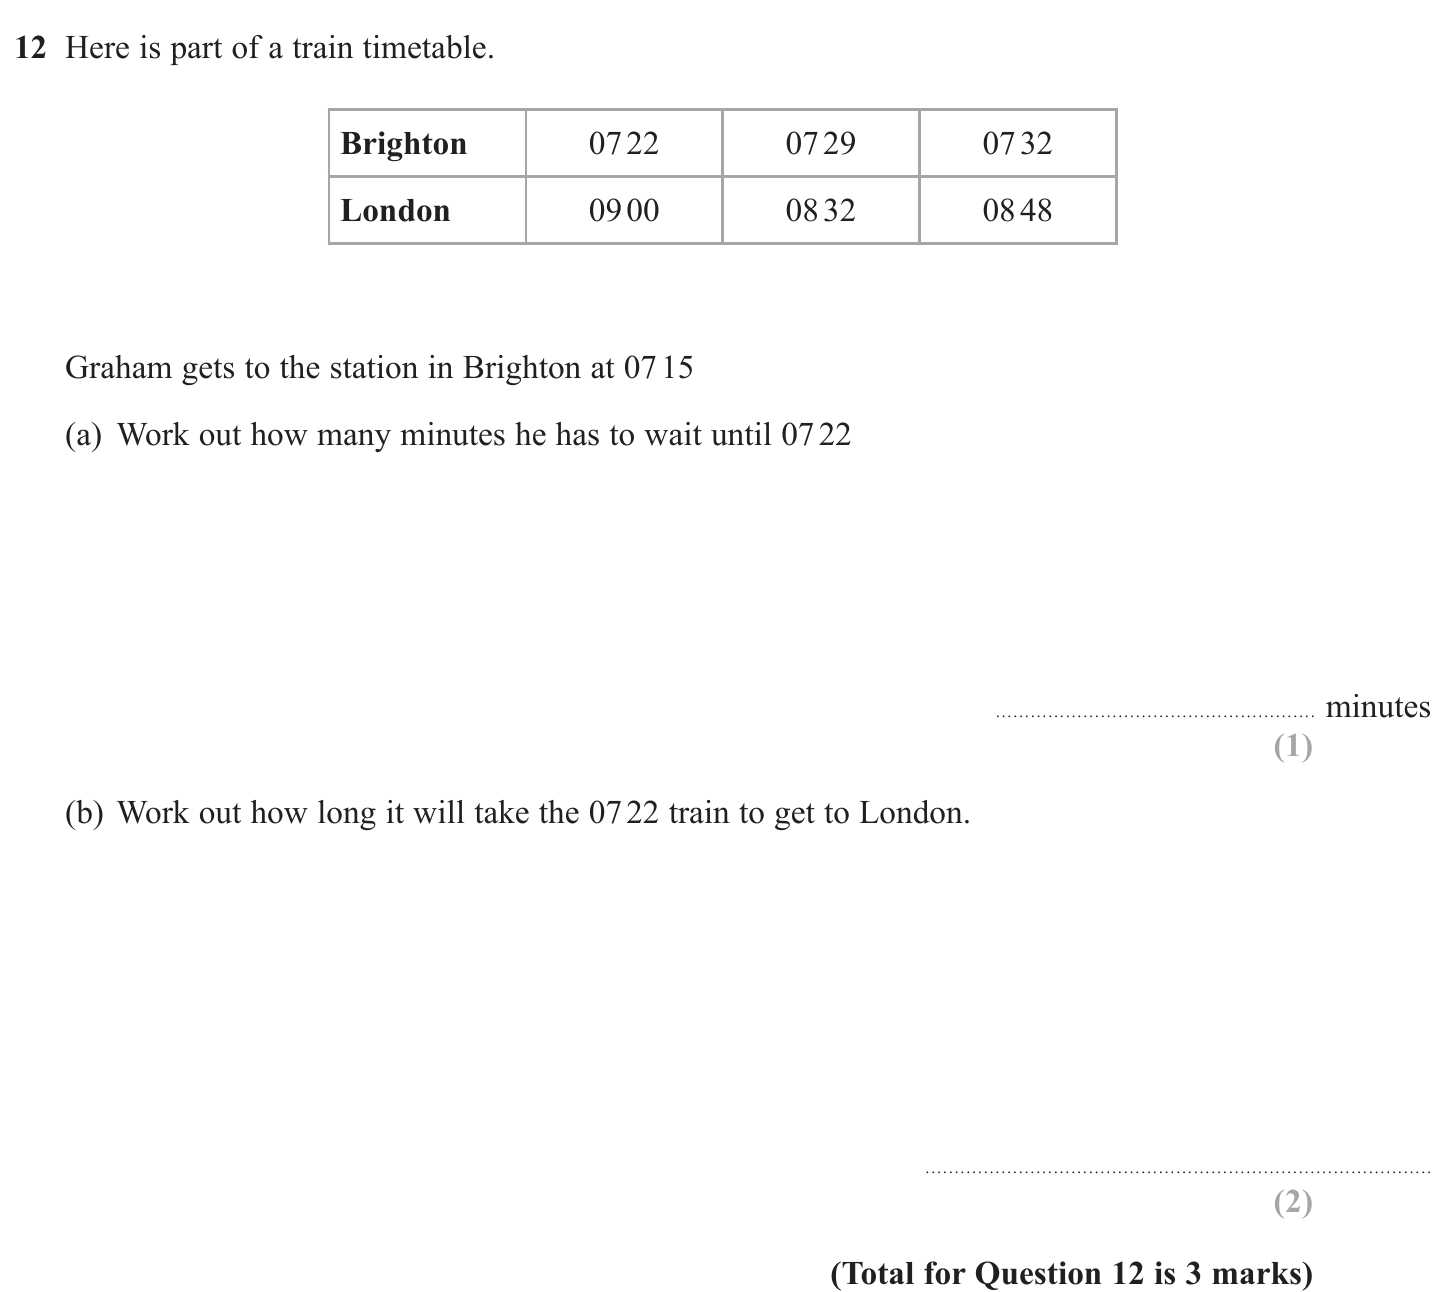 12 Here is part of a train timetable.
Brighton 07 22 07 29 07 32
London 09 00 08 32 08 48
Graham gets to the station in Brighton at 07 15
(a) Work out how many minutes he has to wait until 07 22
minutes
(1)
(b) Work out how long it will take the 07 22 train to get to London.
(2)
(Total for Question 12 is 3 marks)